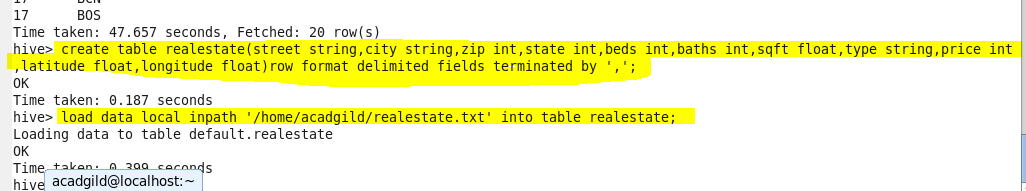 17      BOS
Time taken: 47.657 seconds, Fetched: 20 row(s)
hive> create table realestate(street string,city string,zip int,state int,beds int,baths int,sqft float,type string,price int
,latitude float,longitude float)row format delimited fields terminated by ',';
OK
Time taken: 0.187 seconds
hive> load data local inpath '/home/acadgild/realestate.txt' into table realestate;
Loading data to table default.realestate
OK
Time taken: 0.399 seconds
hive
acadgild@localhost:~